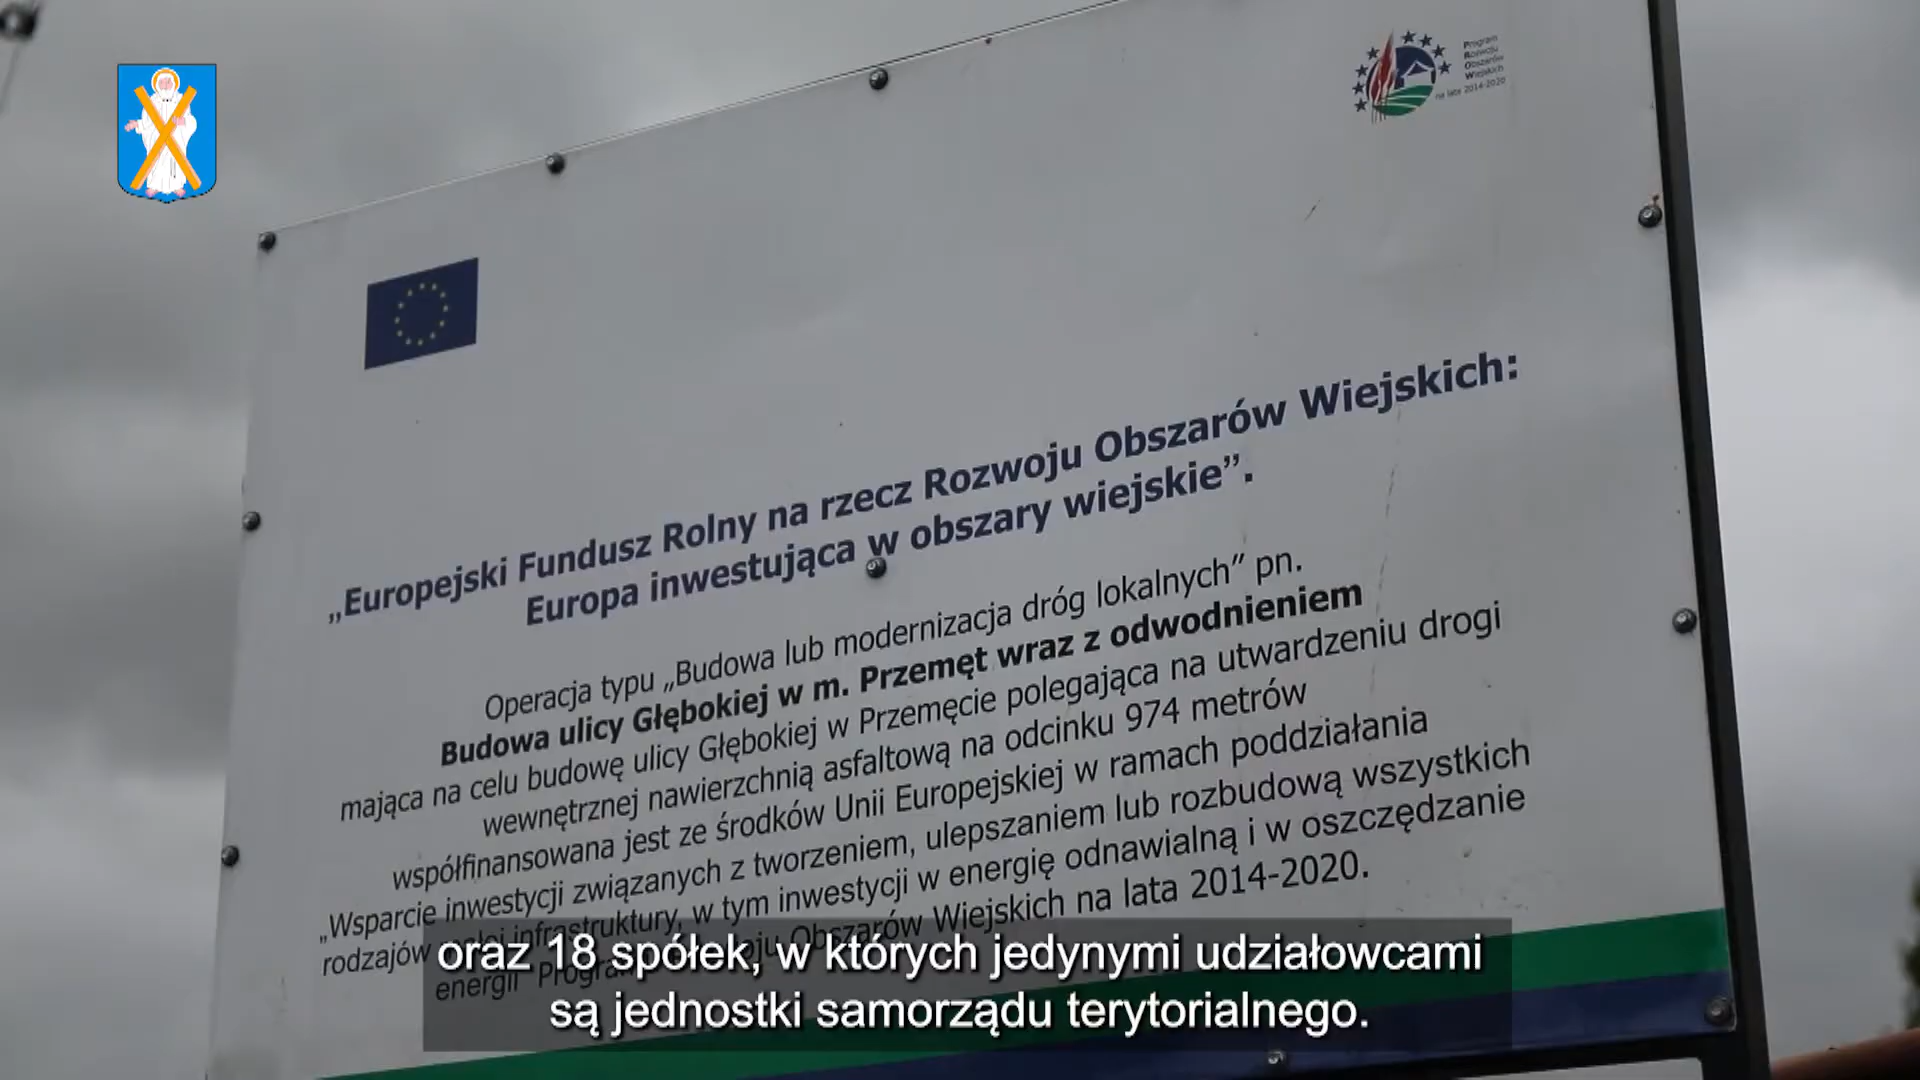 Program
Rozwoju
Obszarów
Wiejskich
na lata 2014-2020
„Europejski Fundusz Rolny na rzecz Rozwoju Obszarów Wiejskich:
Europa inwestująca w obszary wiejskie”.
Operacja typu „Budowa lub modernizacja dróg lokalnych” pn.
Budowa ulicy Głębokiej w m. Przemęt wraz z odwodnieniem
mająca na celu budowę ulicy Głębokiej w Przemęcie polegająca na utwardzeniu drogi
wewnętrznej nawierzchnią asfaltową na odcinku 974 metrów
współfinansowana jest ze środków Unii Europejskiej w ramach poddziałania
„Wsparcie inwestycji związanych z tworzeniem, ulepszaniem lub rozbudową wszystkich
rodzajów małej infrastruktury, w tym inwestycji w energię odnawialną i w oszczędzanie
energii” Programu Rozwoju Obszarów Wiejskich na lata 2014-2020.
oraz 18 spółek, w których jedynymi udziałowcami
są jednostki samorządu terytorialnego.